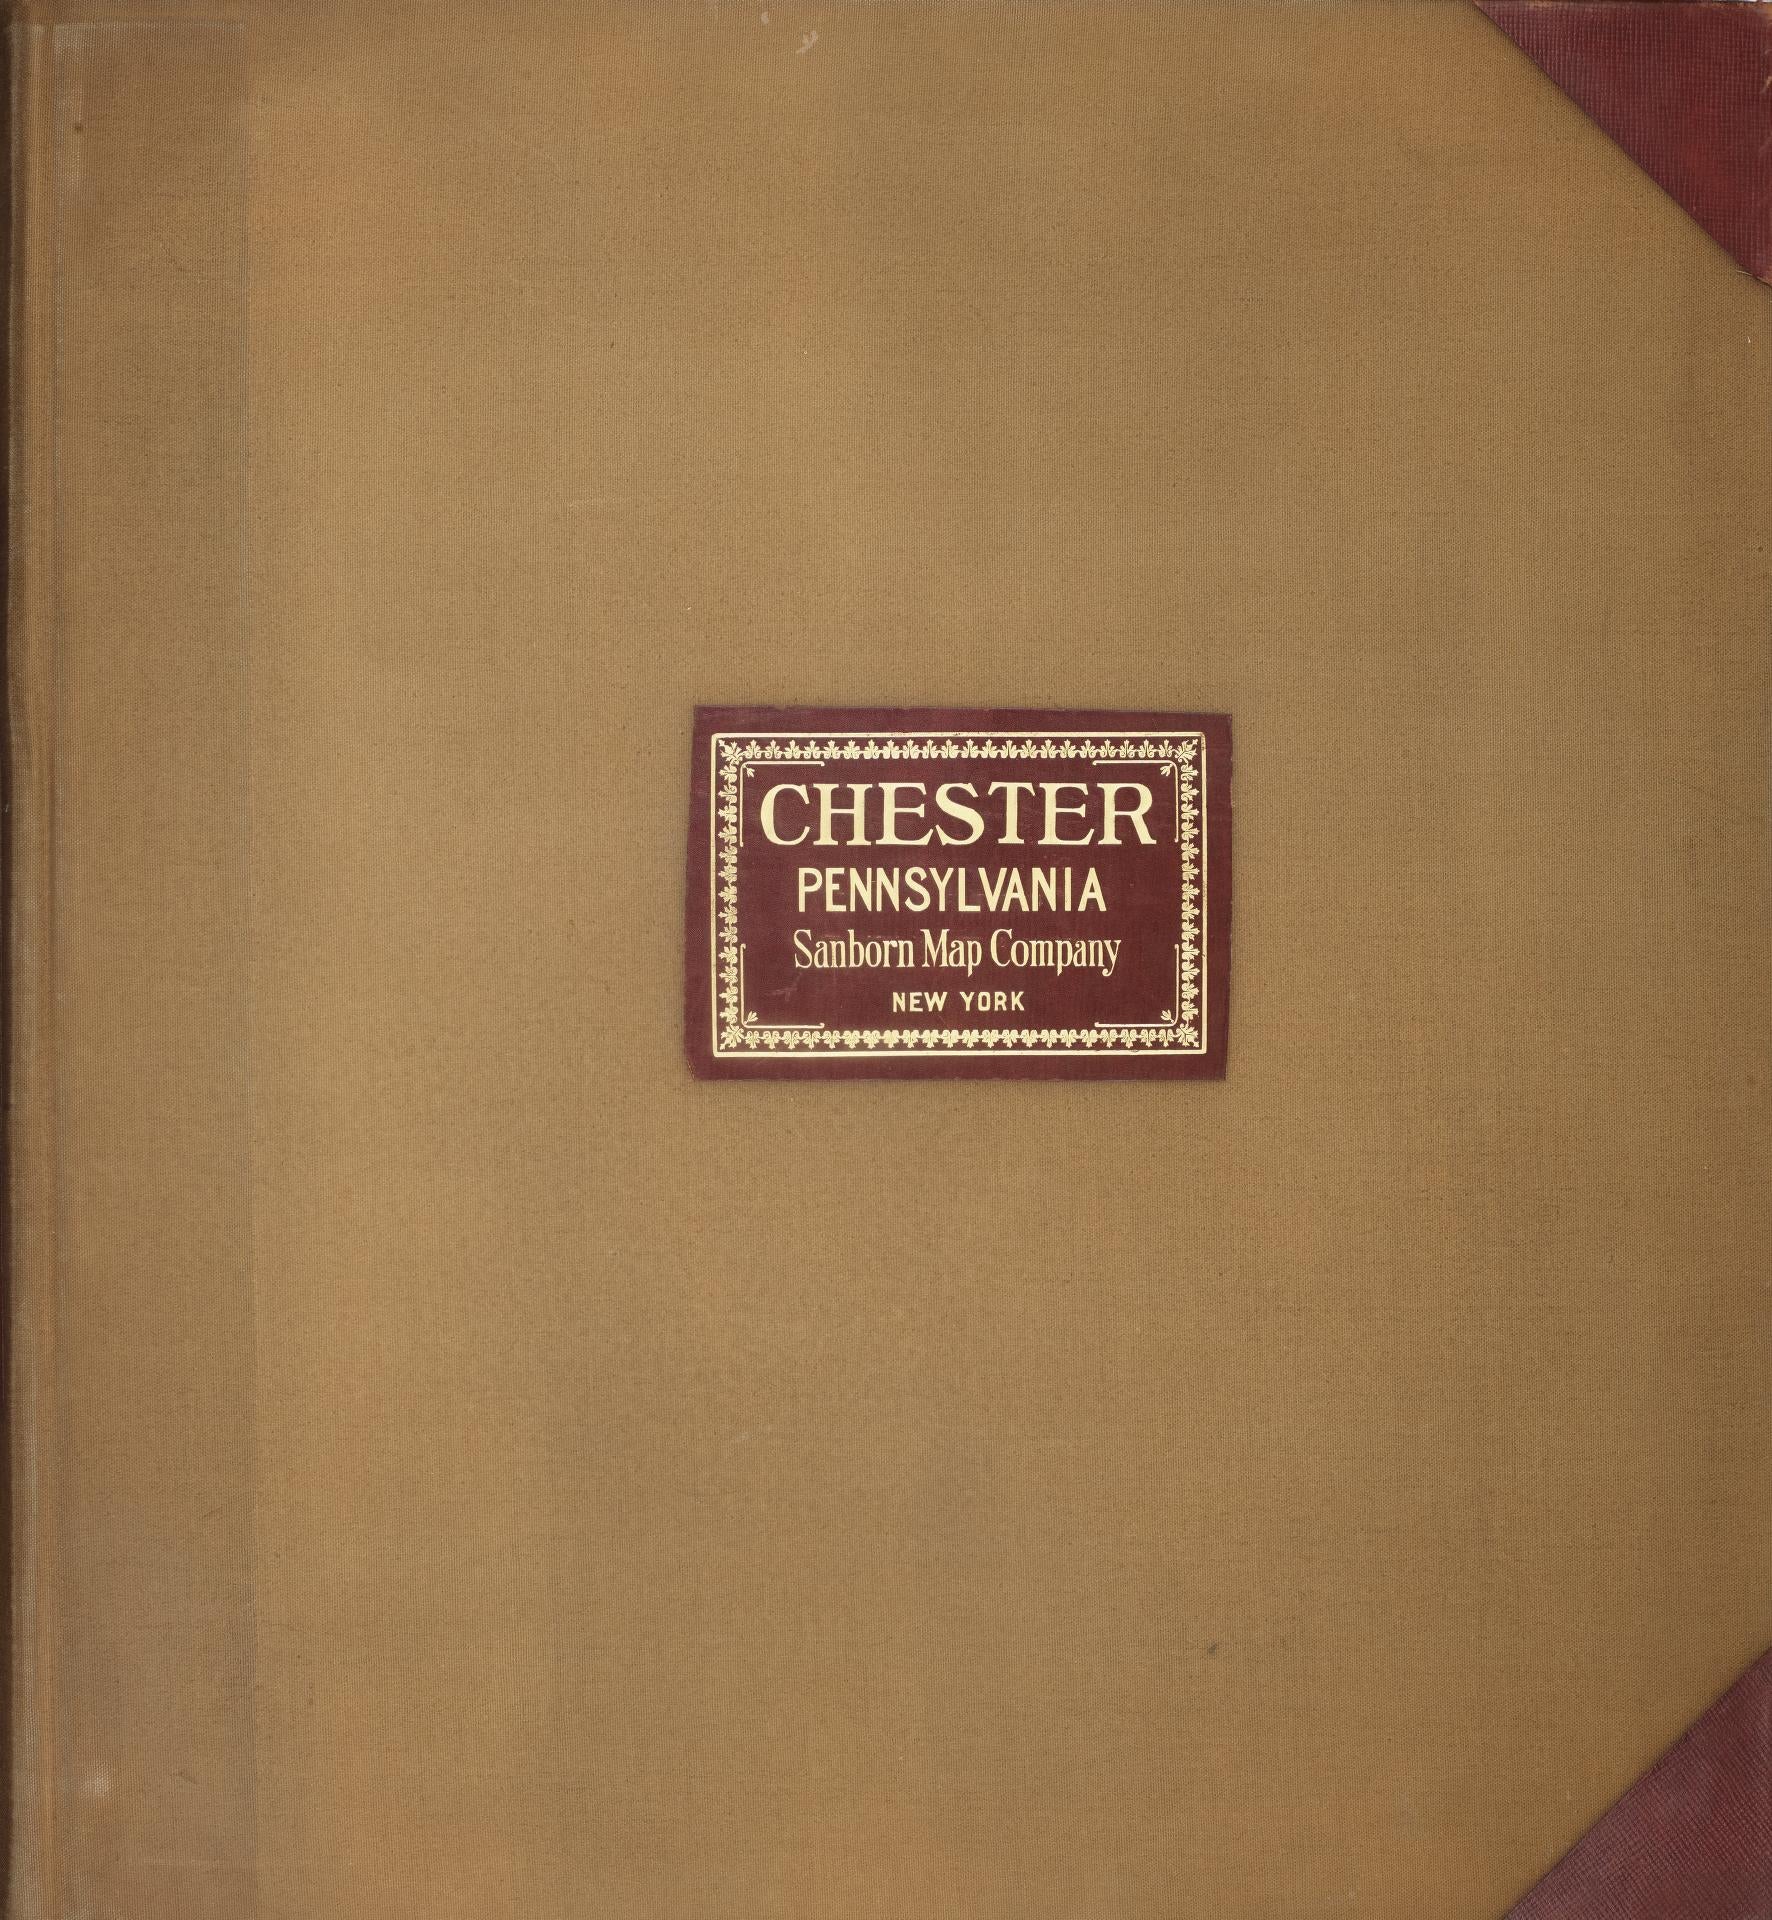 CHESTER
PENNSYLVANIA
Sanborn Map Company
NEW YORK